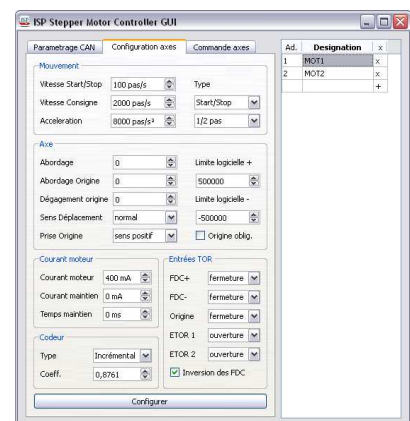 ISP Stepper Motor Controller GUI
Parametrage CAN Configuration axes Commande axes
Mouvement
Vitesse Start/Stop 100 pas/s Type
Vitesse Consigne 2000 pas/s Start/Stop
Acceleration 8000 pas/s² 1/2 pas
Axe
Abordage 0 Limite logicielle +
Abordage Origine 0 500000
Dégagement origine 0 Limite logicielle -
Sens Déplacement normal -500000
Prise Origine sens positif Origine oblig.
Courant moteur
Courant moteur 400 mA
Courant maintien 0 mA
Temps maintien 0 ms
Codeur
Type Incrémental
Coeff. 0,8761
Entrées TOR
FDC+ fermeture
FDC- fermeture
Origine fermeture
ETOR 1 ouverture
ETOR 2 ouverture
Inversion des FDC
Configurer
Ad. Designation x
1 MOT1 x
2 MOT2 x
+